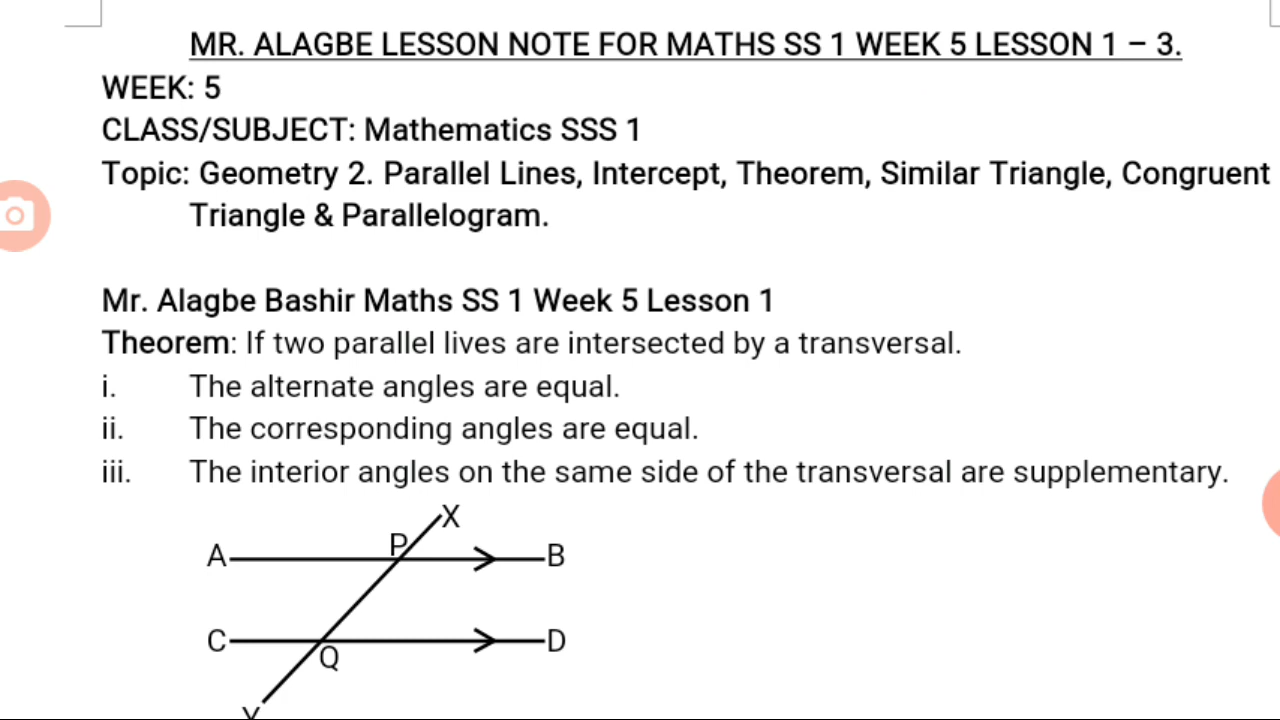 MR. ALAGBE LESSON NOTE FOR MATHS SS 1 WEEK 5 LESSON 1 – 3.
WEEK: 5
CLASS/SUBJECT: Mathematics SSS 1
Topic: Geometry 2. Parallel Lines, Intercept, Theorem, Similar Triangle, Congruent
Triangle & Parallelogram.
Mr. Alagbe Bashir Maths SS 1 Week 5 Lesson 1
Theorem: If two parallel lives are intersected by a transversal.
i. The alternate angles are equal.
ii. The corresponding angles are equal.
iii. The interior angles on the same side of the transversal are supplementary.
X
A P B
C D
Q
Y